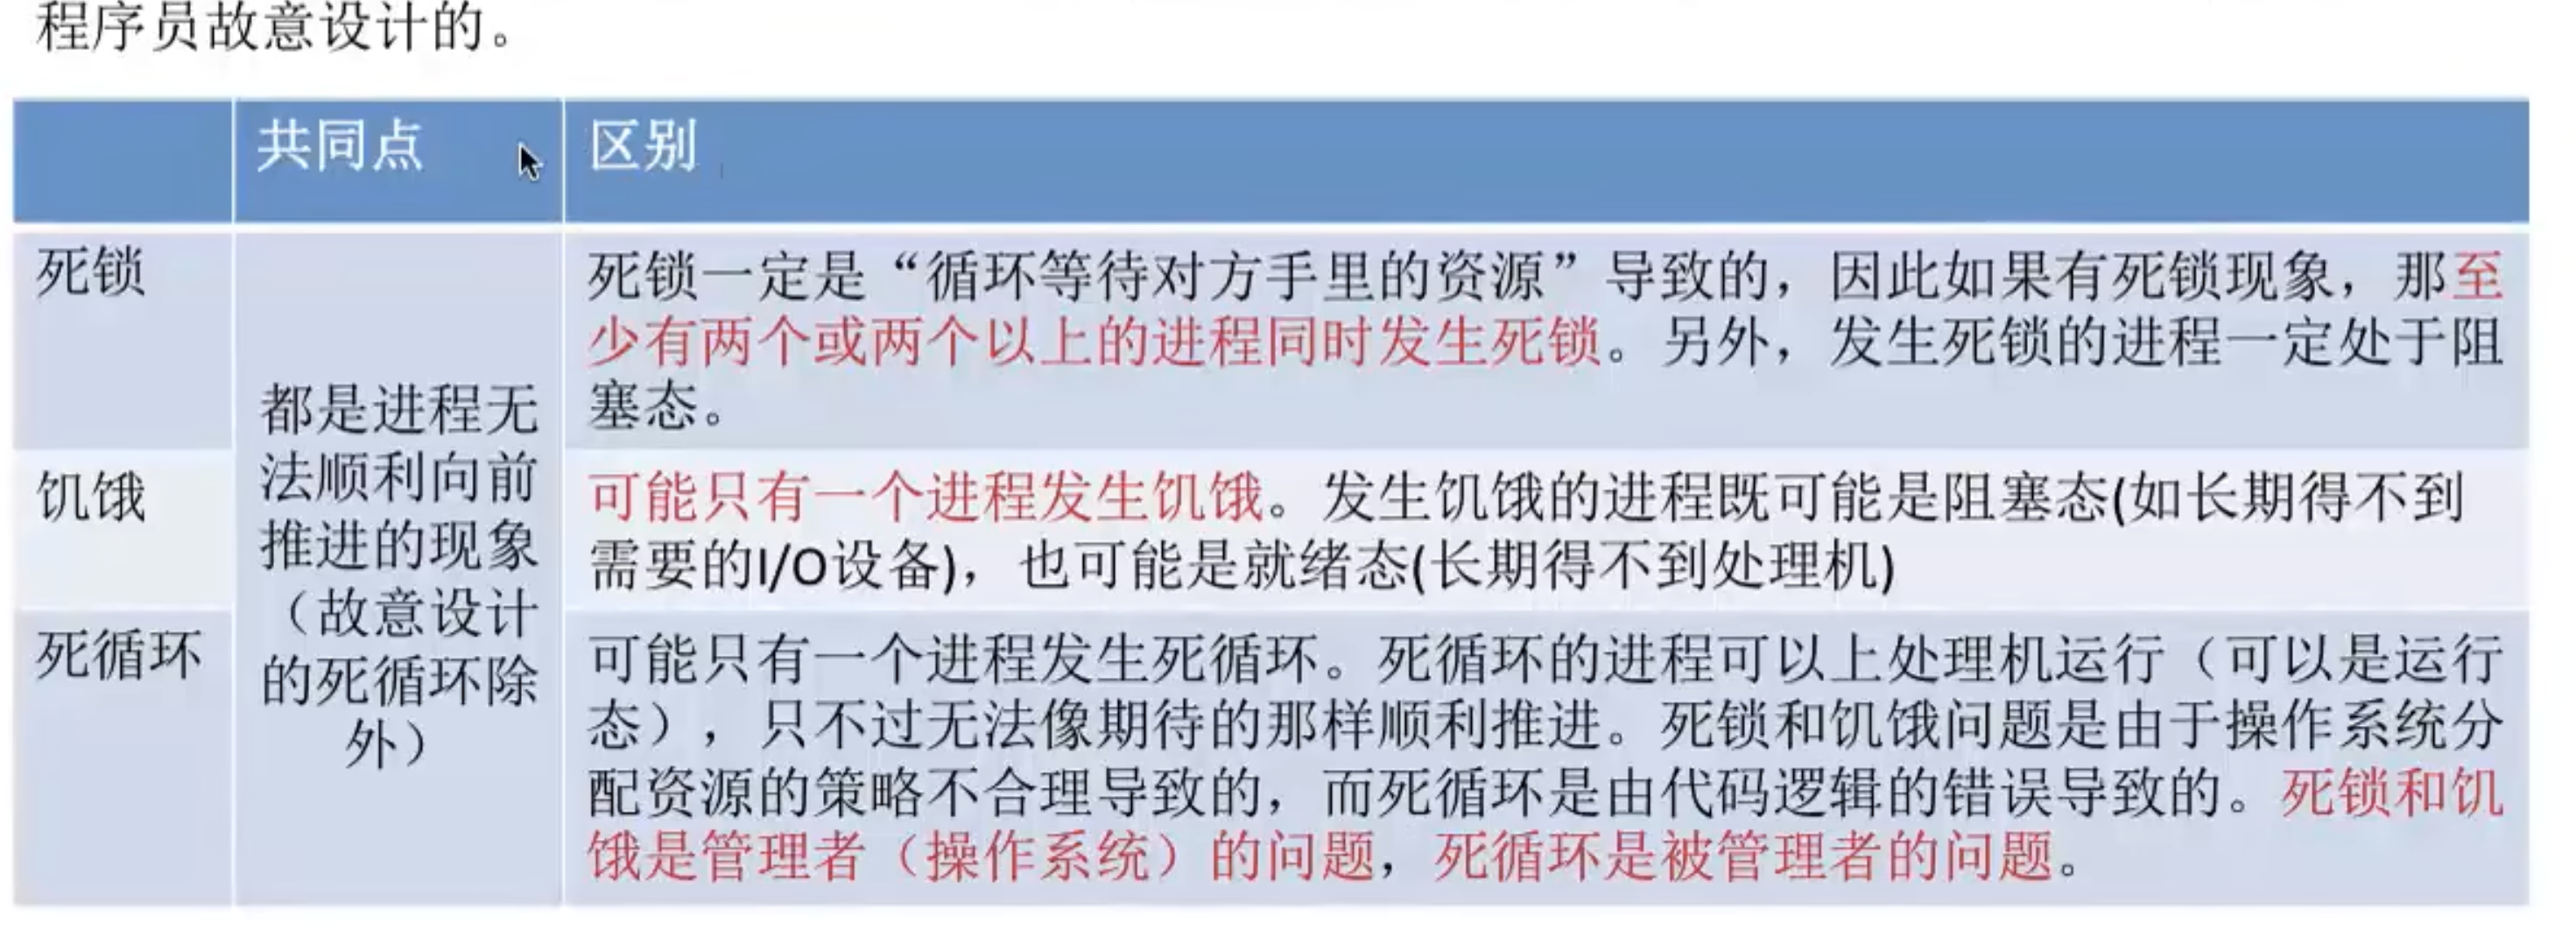 程序员故意设计的。
共同点
区别
死锁
都是进程无
法顺利向前
推进的现象
（故意设计
的死循环除
外）
死锁一定是“循环等待对方手里的资源”导致的，因此如果有死锁现象，那至
少有两个或两个以上的进程同时发生死锁。另外，发生死锁的进程一定处于阻
塞态。
饥饿
可能只有一个进程发生饥饿。发生饥饿的进程既可能是阻塞态(如长期得不到
需要的I/O设备)，也可能是就绪态(长期得不到处理机)
死循环
可能只有一个进程发生死循环。死循环的进程可以上处理机运行（可以是运行
态），只不过无法像期待的那样顺利推进。死锁和饥饿问题是由于操作系统分
配资源的策略不合理导致的，而死循环是由代码逻辑的错误导致的。死锁和饥
饿是管理者（操作系统）的问题，死循环是被管理者的问题。